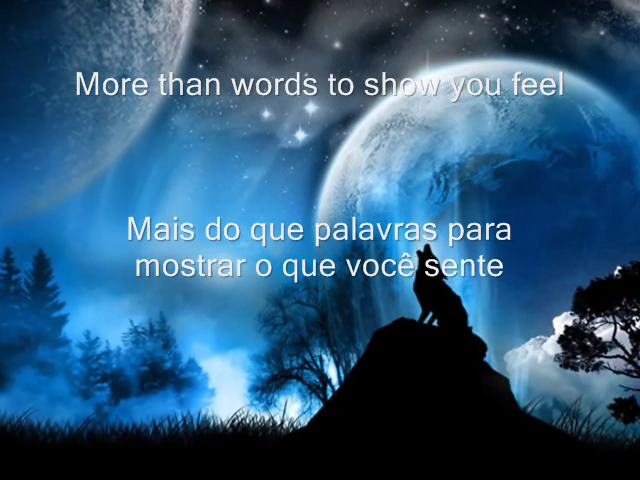 More than words to show you feel
Mais do que palavras para
mostrar o que você sente